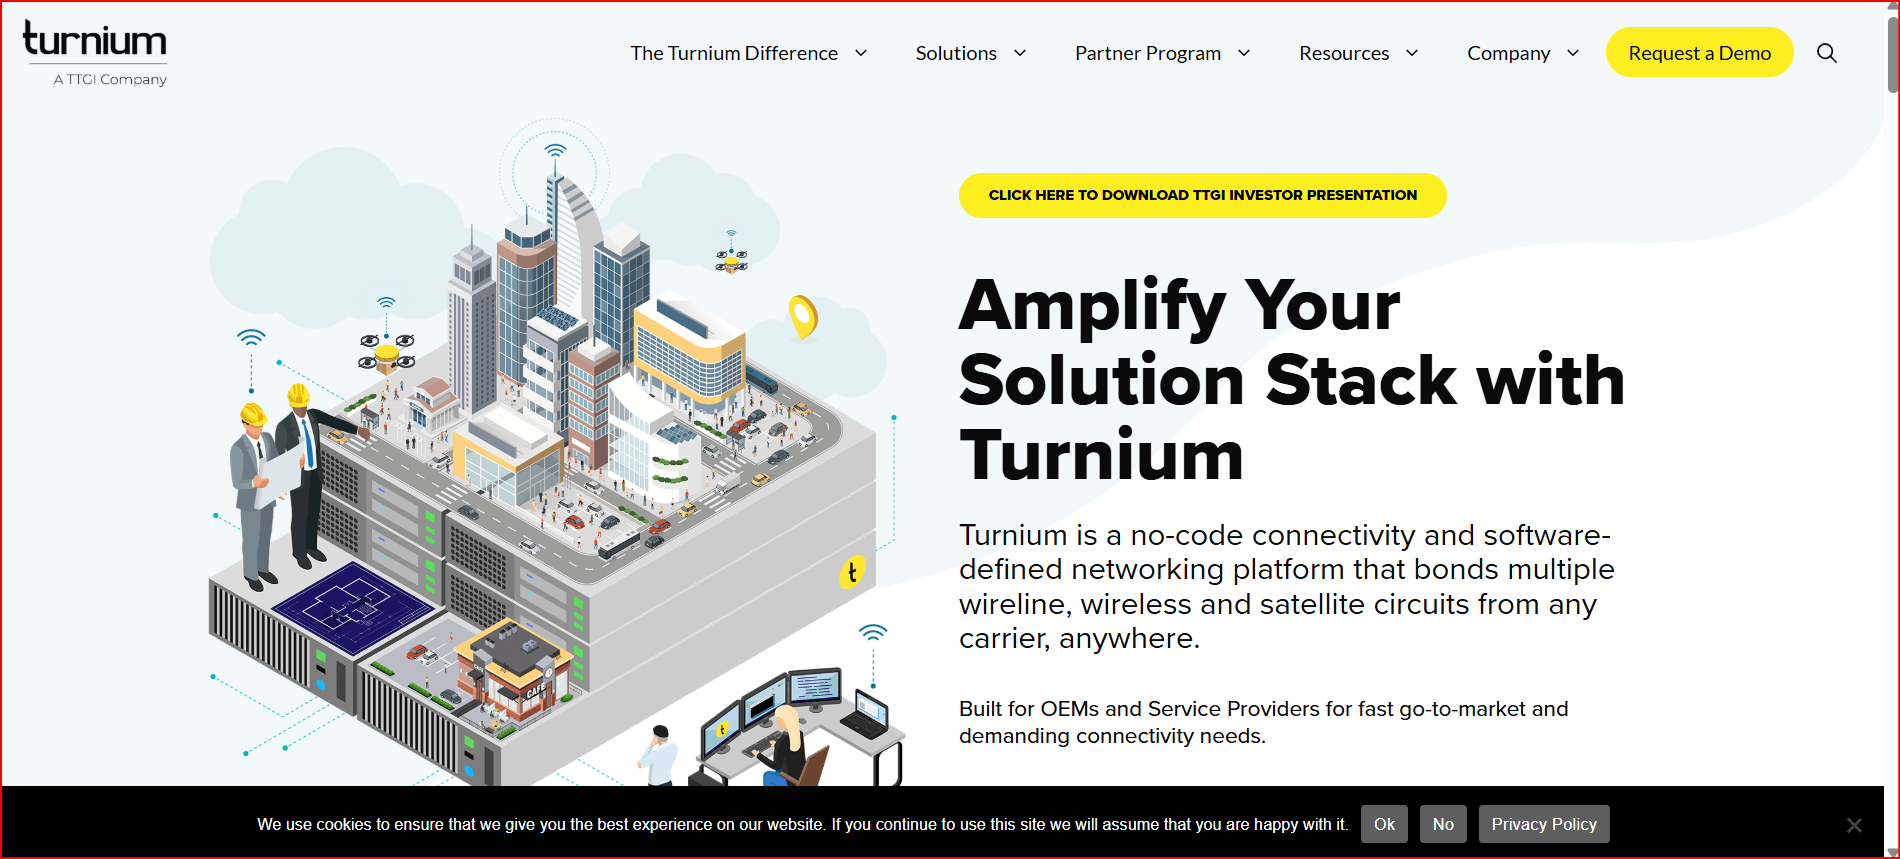 turnium
A TTGI Company
The Turnium Difference
Solutions
Partner Program
Resources
Company
Request a Demo
CLICK HERE TO DOWNLOAD TTGI INVESTOR PRESENTATION
Amplify Your
Solution Stack with
Turnium
Turnium is a no-code connectivity and software-
defined networking platform that bonds multiple
wireline, wireless and satellite circuits from any
carrier, anywhere.
Built for OEMs and Service Providers for fast go-to-market and
demanding connectivity needs.
t
CAFE
t
We use cookies to ensure that we give you the best experience on our website. If you continue to use this site we will assume that you are happy with it.
Ok
No
Privacy Policy